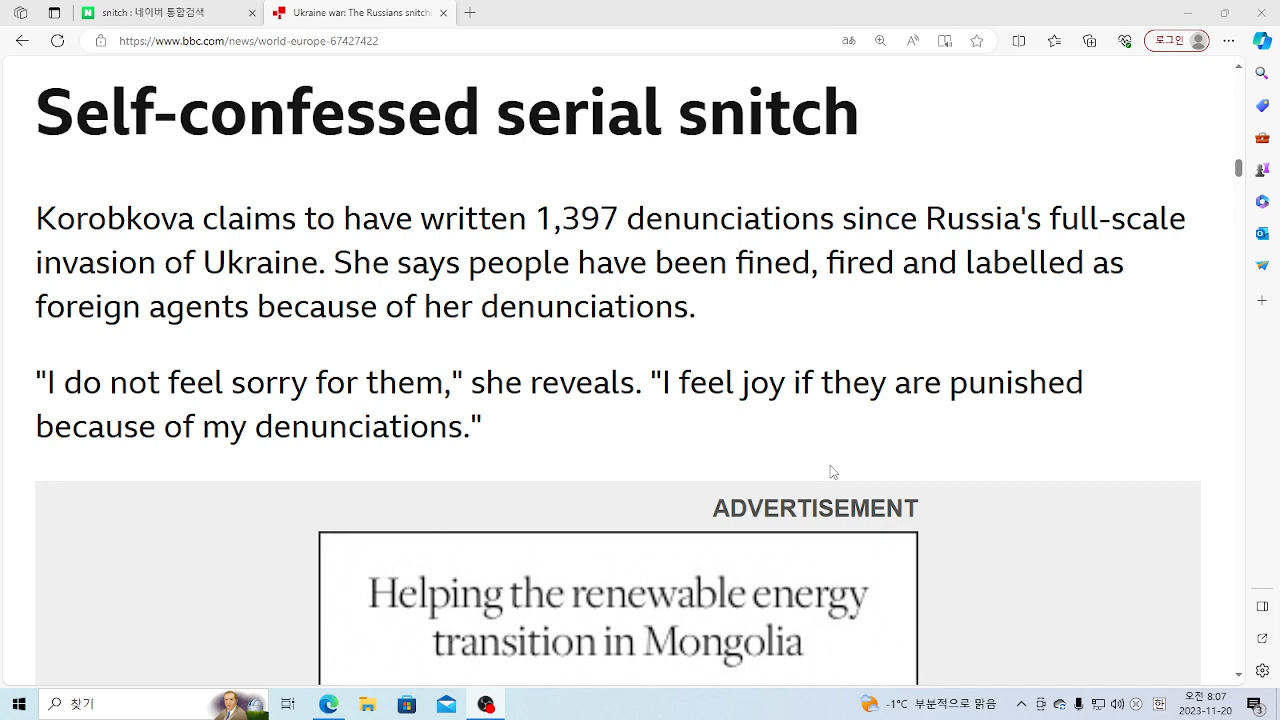 snitch : 네이버 통합검색
Ukraine war: The Russians snitchi
https://www.bbc.com/news/world-europe-67427422
로그인
Self-confessed serial snitch
Korobkova claims to have written 1,397 denunciations since Russia's full-scale
invasion of Ukraine. She says people have been fined, fired and labelled as
foreign agents because of her denunciations.
"I do not feel sorry for them," she reveals. "I feel joy if they are punished
because of my denunciations."
ADVERTISEMENT
Helping the renewable energy
transition in Mongolia
찾기
-1°C 부분적으로 맑음
오전 8:07
2023-11-20